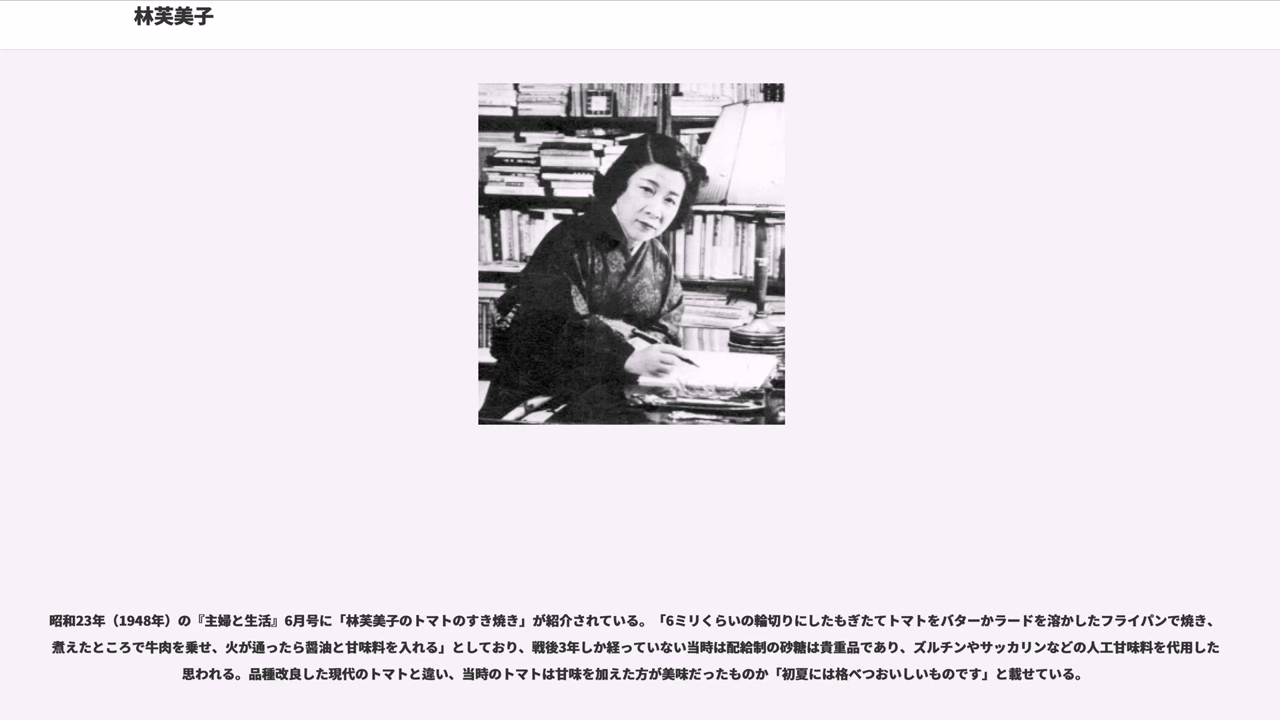 林芙美子
昭和23年（1948年）の『主婦と生活』6月号に「林芙美子のトマトのすき焼き」が紹介されている。「6ミリくらいの輪切りにしたもぎたてトマトをバターかラードを溶かしたフライパンで焼き、
煮えたところで牛肉を乗せ、火が通ったら醤油と甘味料を入れる」としており、戦後3年しか経っていない当時は配給制の砂糖は貴重品であり、ズルチンやサッカリンなどの人工甘味料を代用した
思われる。品種改良した現代のトマトと違い、当時のトマトは甘味を加えた方が美味だったものか「初夏には格べつおいしいものです」と載せている。